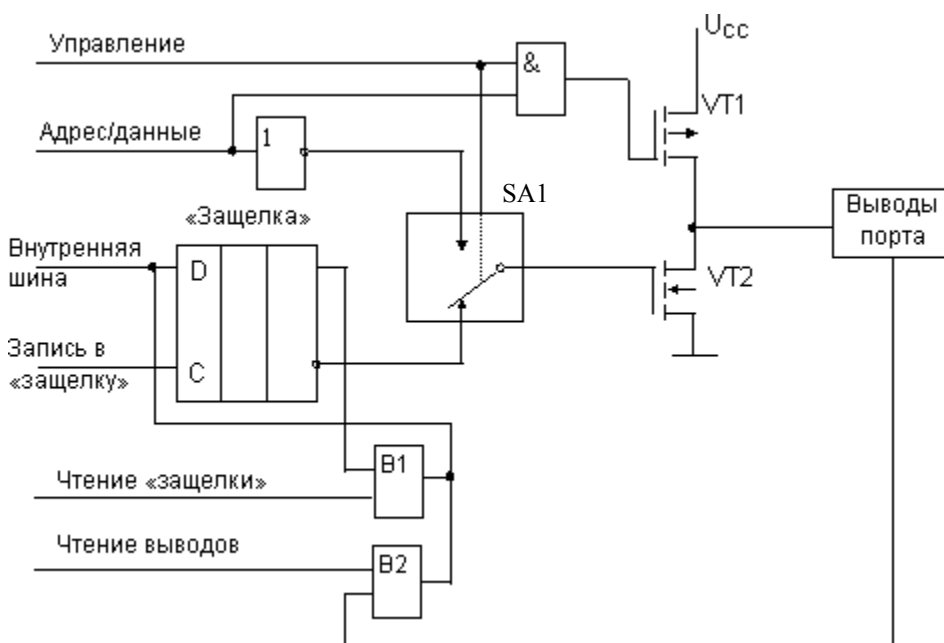 Управление
U_CC
&
VT1
Адрес/данные
1
SA1
«Защелка»
Выводы
порта
Внутренняя
шина
D
VT2
Запись в
«защелку»
C
B1
Чтение «защелки»
Чтение выводов
B2